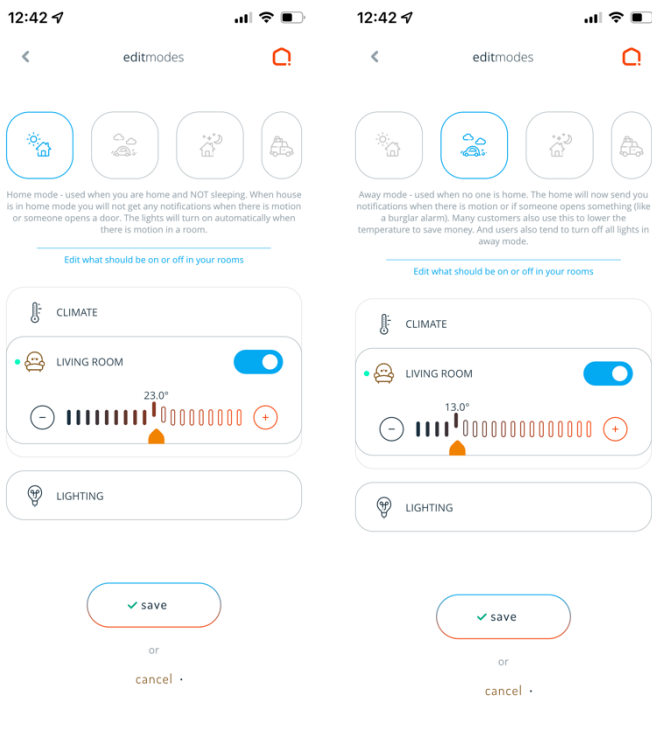 12:42
editmodes
Home mode - used when you are home and NOT sleeping. When house
is in home mode you will not get any notifications when there is motion
or someone opens a door. The lights will turn on automatically when
there is motion in a room.
Edit what should be on or off in your rooms
CLIMATE
LIVING ROOM
23.0°
LIGHTING
save
or
cancel
12:42
editmodes
Away mode - used when no one is home. The home will now send you
notifications when there is motion or if someone opens something (like
a burglar alarm). Many customers also use this to lower the
temperature to save money. And users also tend to turn off all lights in
away mode.
Edit what should be on or off in your rooms
CLIMATE
LIVING ROOM
13.0°
LIGHTING
save
or
cancel